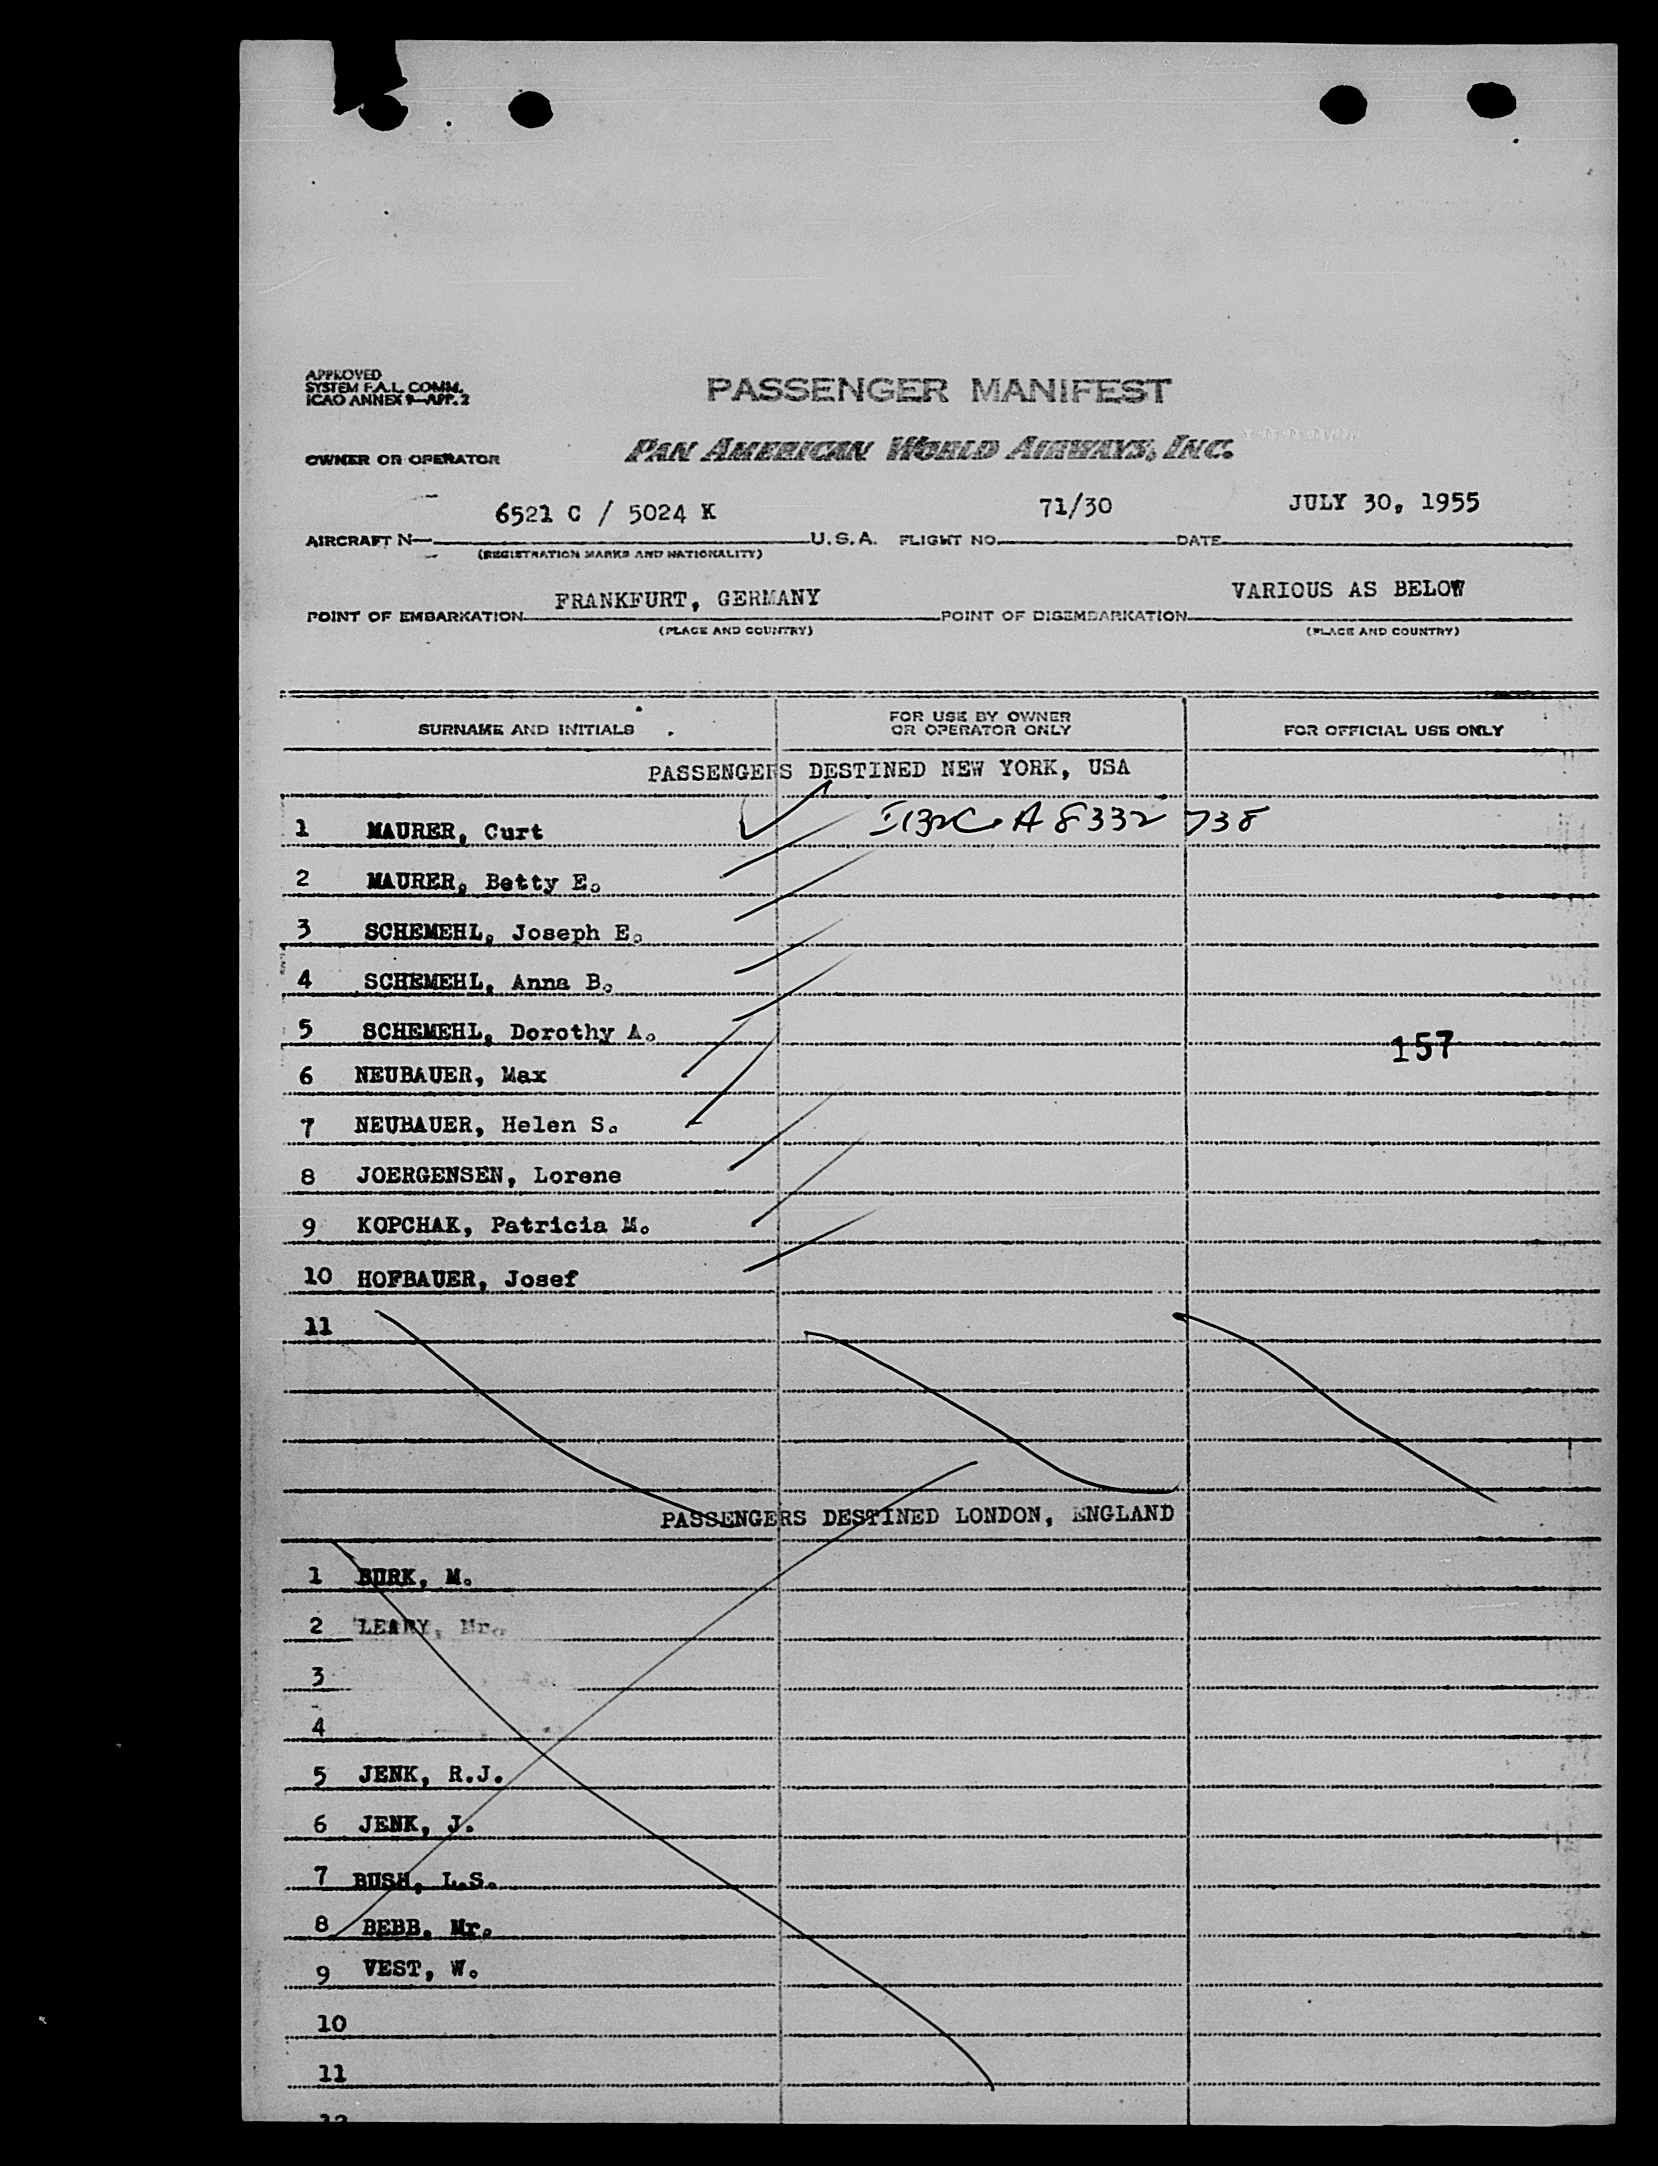 APPROVED
SYSTEM F.A.L. COMM.
ICAO ANNEX 9—APP. 2
PASSENGER MANIFEST
OWNER OR OPERATOR PAN AMERICAN WORLD AIRWAYS, INC.
6521 C / 5024 K 71/30 JULY 30, 1955
AIRCRAFT N— U.S.A. FLIGHT NO. DATE
(REGISTRATION MARKS AND NATIONALITY)
FRANKFURT, GERMANY VARIOUS AS BELOW
POINT OF EMBARKATION POINT OF DISEMBARKATION
(PLACE AND COUNTRY) (PLACE AND COUNTRY)
SURNAME AND INITIALS FOR USE BY OWNER OR OPERATOR ONLY FOR OFFICIAL USE ONLY
PASSENGERS DESTINED NEW YORK, USA
1 MAURER, Curt A8332 738
2 MAURER, Betty E.
3 SCHEMEHL, Joseph E.
4 SCHEMEHL, Anna B.
5 SCHEMEHL, Dorothy A.
157
6 NEUBAUER, Max
7 NEUBAUER, Helen S.
8 JOERGENSEN, Lorene
9 KOPCHAK, Patricia M.
10 HOFBAUER, Josef
11
PASSENGERS DESTINED LONDON, ENGLAND
1 BURK, M.
2 LEARY, Mr.
3
4
5 JENK, R.J.
6 JENK, J.
7 BUSH, L.S.
8 BEBB, Mr.
9 VEST, W.
10
11
12